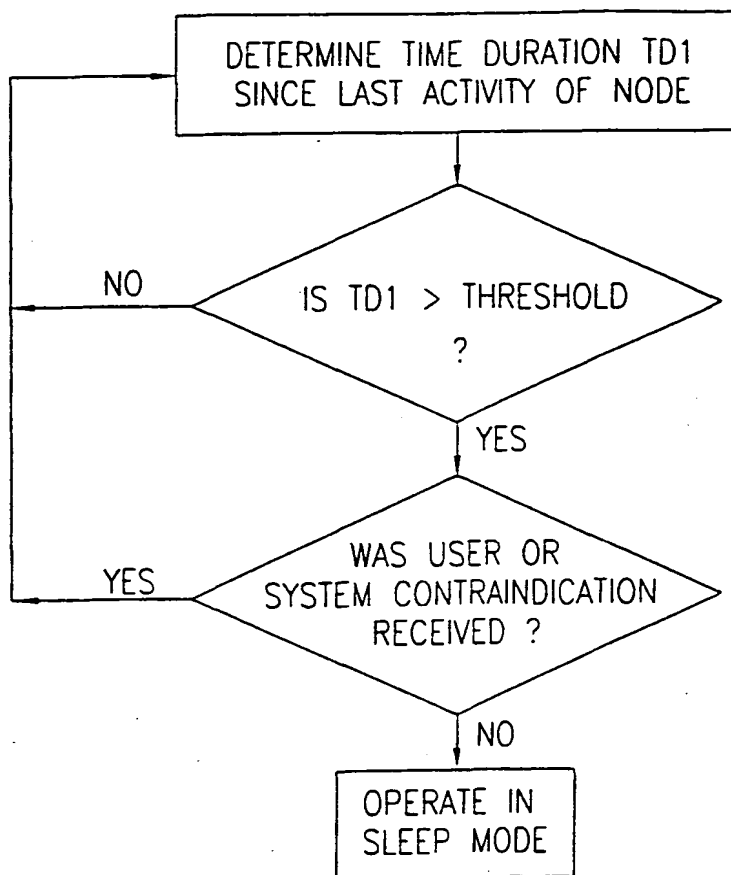 DETERMINE TIME DURATION TD1
SINCE LAST ACTIVITY OF NODE
NO
IS TD1 > THRESHOLD
?
YES
WAS USER OR
SYSTEM CONTRAINDICATION
RECEIVED ?
YES
NO
OPERATE IN
SLEEP MODE